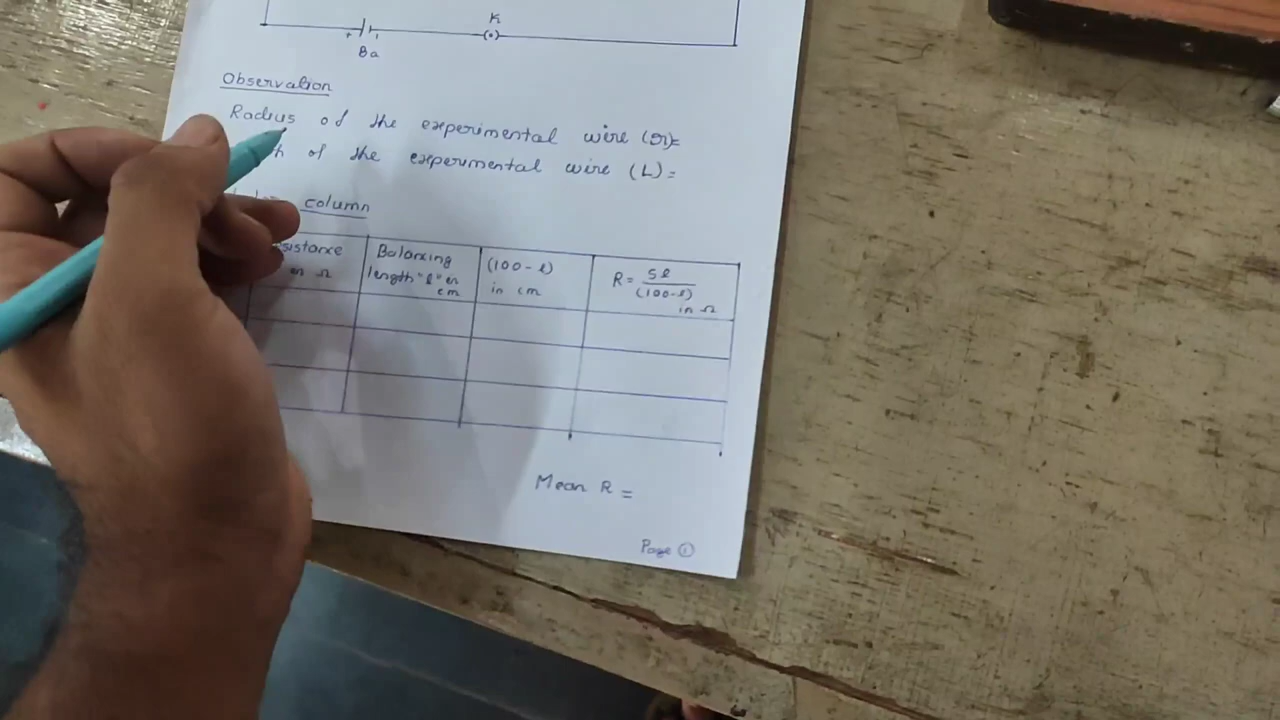 K
+ -
Ba
Observation
Radius of the experimental wire (r)=
of the experimental wire (L) =
column
Balancing
length "l" in
cm
(100-l)
in cm
R = Sl/(100-l)
in Ω
in Ω
Mean R =
Page ①